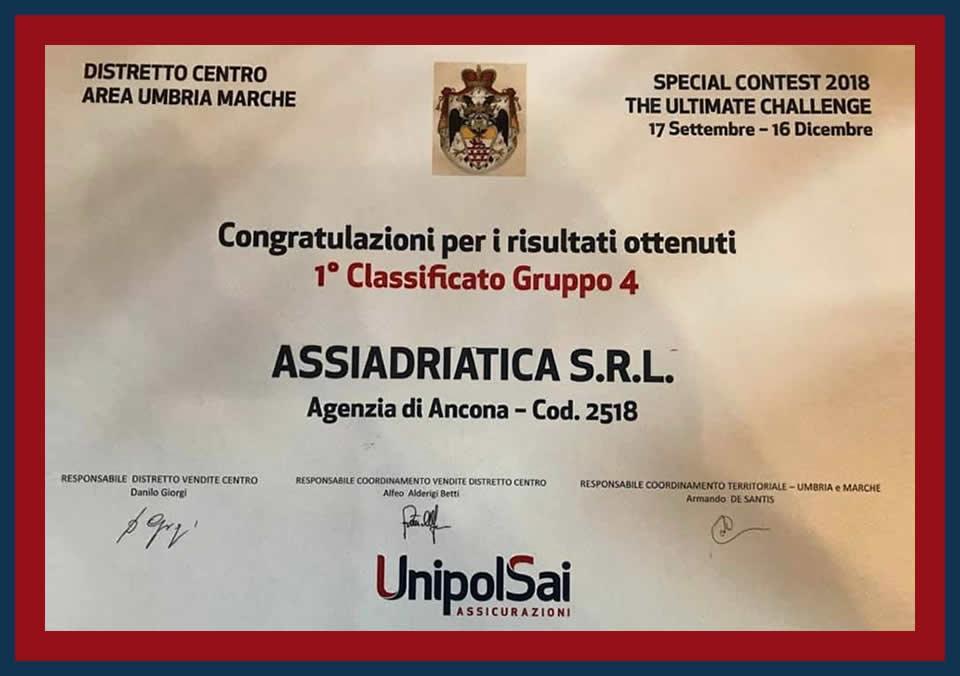 DISTRETTO CENTRO
AREA UMBRIA MARCHE
SPECIAL CONTEST 2018
THE ULTIMATE CHALLENGE
17 Settembre – 16 Dicembre
Congratulazioni per i risultati ottenuti
1° Classificato Gruppo 4
ASSIADRIATICA S.R.L.
Agenzia di Ancona – Cod. 2518
RESPONSABILE DISTRETTO VENDITE CENTRO
Danilo Giorgi
RESPONSABILE COORDINAMENTO VENDITE DISTRETTO CENTRO
Alfeo Alderigi Betti
RESPONSABILE COORDINAMENTO TERRITORIALE – UMBRIA e MARCHE
Armando DE SANTIS
UnipolSai
ASSICURAZIONI